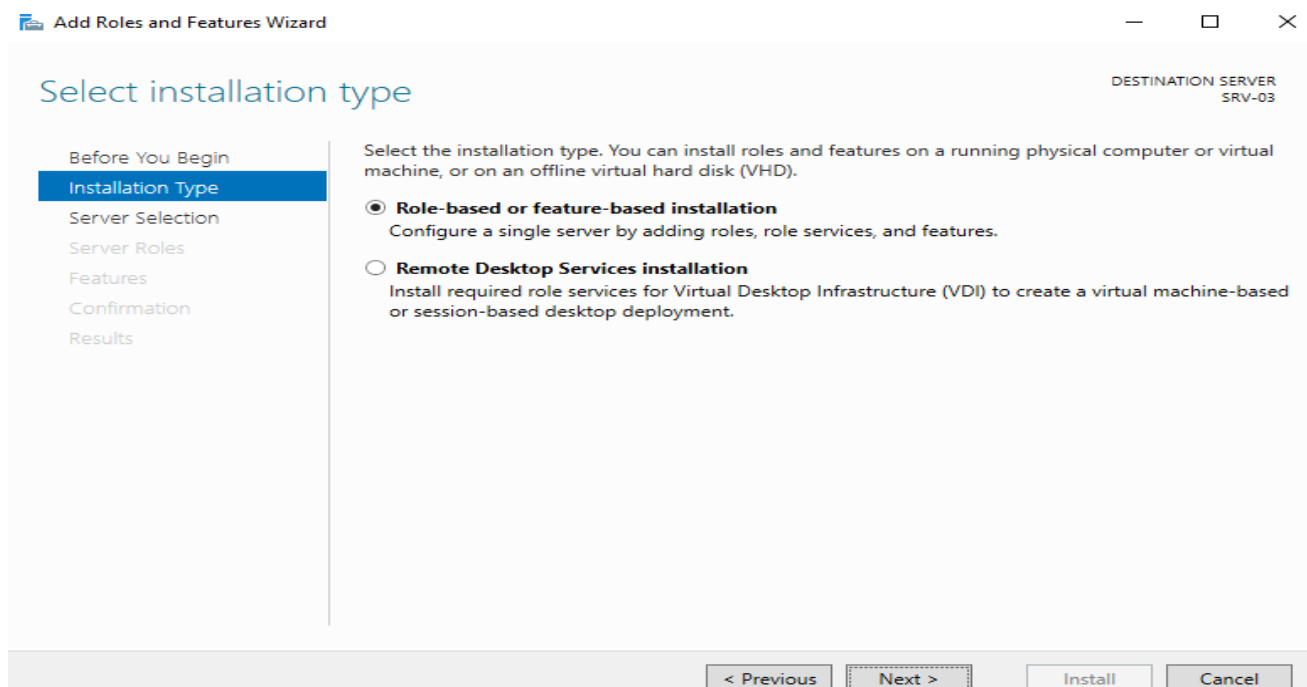 Add Roles and Features Wizard
Select installation type
DESTINATION SERVER
SRV-03
Before You Begin
Installation Type
Server Selection
Server Roles
Features
Confirmation
Results
Select the installation type. You can install roles and features on a running physical computer or virtual
machine, or on an offline virtual hard disk (VHD).
Role-based or feature-based installation
Configure a single server by adding roles, role services, and features.
Remote Desktop Services installation
Install required role services for Virtual Desktop Infrastructure (VDI) to create a virtual machine-based
or session-based desktop deployment.
< Previous
Next >
Install
Cancel